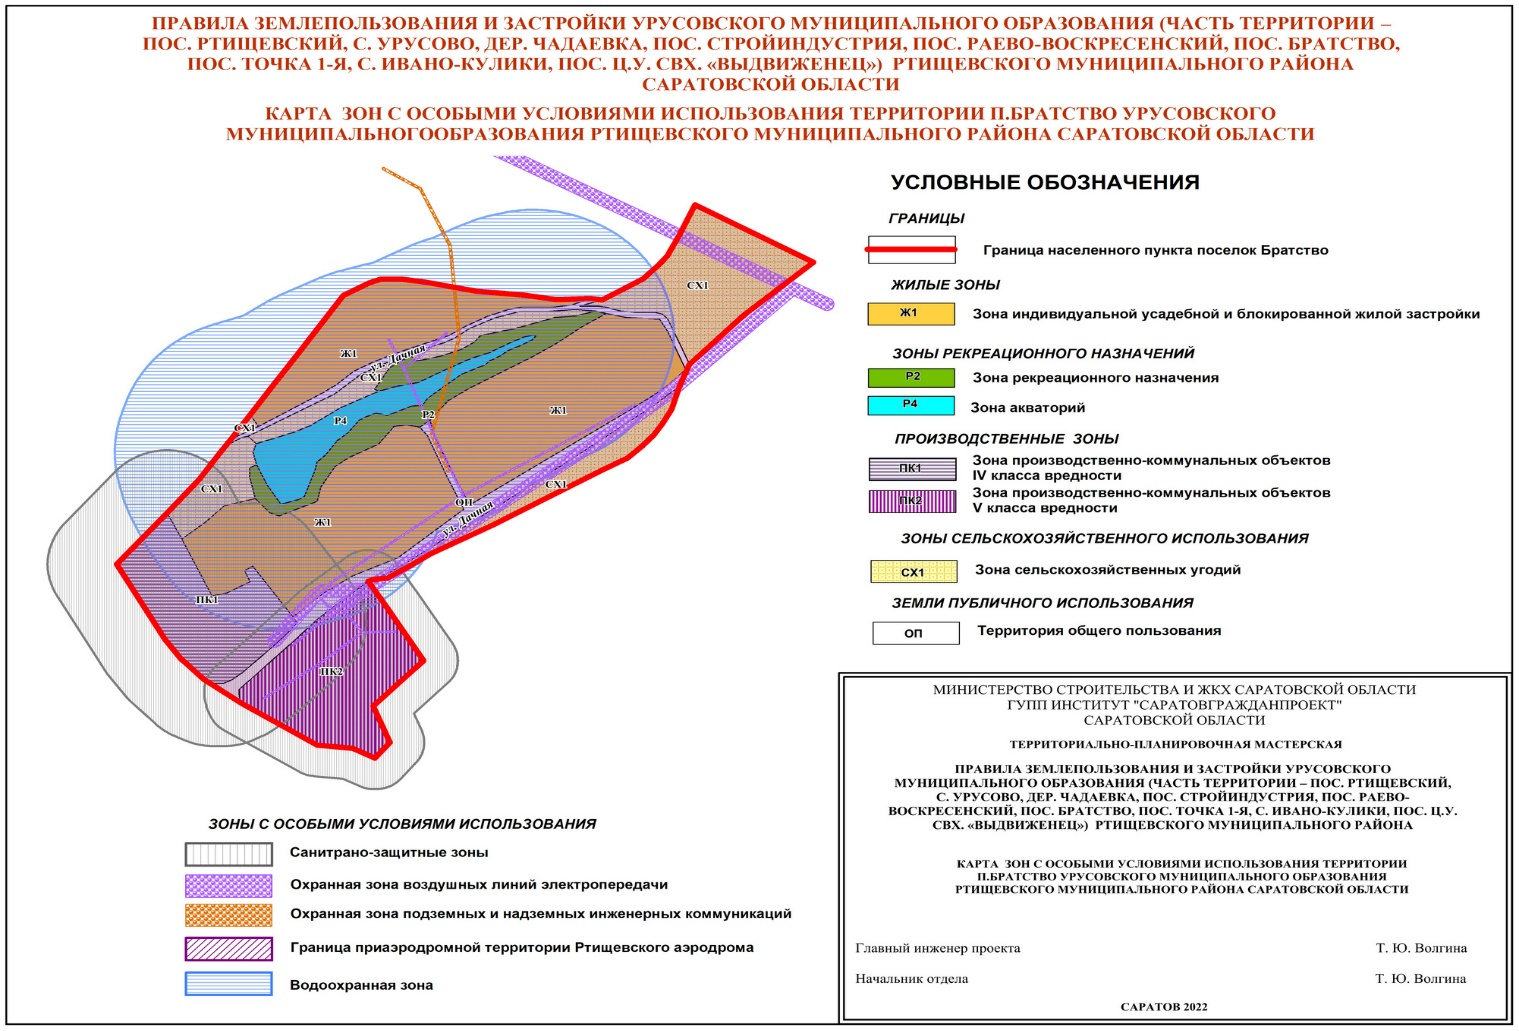 ПРАВИЛА ЗЕМЛЕПОЛЬЗОВАНИЯ И ЗАСТРОЙКИ УРУСОВСКОГО МУНИЦИПАЛЬНОГО ОБРАЗОВАНИЯ (ЧАСТЬ ТЕРРИТОРИИ –
ПОС. РТИЩЕВСКИЙ, С. УРУСОВО, ДЕР. ЧАДАЕВКА, ПОС. СТРОЙИНДУСТРИЯ, ПОС. РАЕВО-ВОСКРЕСЕНСКИЙ, ПОС. БРАТСТВО,
ПОС. ТОЧКА 1-Я, С. ИВАНО-КУЛИКИ, ПОС. Ц.У. СВХ. «ВЫДВИЖЕНЕЦ») РТИЩЕВСКОГО МУНИЦИПАЛЬНОГО РАЙОНА
САРАТОВСКОЙ ОБЛАСТИ
КАРТА ЗОН С ОСОБЫМИ УСЛОВИЯМИ ИСПОЛЬЗОВАНИЯ ТЕРРИТОРИИ П.БРАТСТВО УРУСОВСКОГО
МУНИЦИПАЛЬНОГООБРАЗОВАНИЯ РТИЩЕВСКОГО МУНИЦИПАЛЬНОГО РАЙОНА САРАТОВСКОЙ ОБЛАСТИ
СХ1
Ж1
ул. Дачная
СХ1
Р4
Р2
Ж1
СХ1
СХ1
СХ1
ОП
ул. Дачная
Ж1
ПК1
ПК2
УСЛОВНЫЕ ОБОЗНАЧЕНИЯ
ГРАНИЦЫ
Граница населенного пункта поселок Братство
ЖИЛЫЕ ЗОНЫ
Ж1 Зона индивидуальной усадебной и блокированной жилой застройки
ЗОНЫ РЕКРЕАЦИОННОГО НАЗНАЧЕНИЙ
Р2 Зона рекреационного назначения
Р4 Зона акваторий
ПРОИЗВОДСТВЕННЫЕ ЗОНЫ
ПК1 Зона производственно-коммунальных объектов
IV класса вредности
ПК2 Зона производственно-коммунальных объектов
V класса вредности
ЗОНЫ СЕЛЬСКОХОЗЯЙСТВЕННОГО ИСПОЛЬЗОВАНИЯ
СХ1 Зона сельскохозяйственных угодий
ЗЕМЛИ ПУБЛИЧНОГО ИСПОЛЬЗОВАНИЯ
ОП Территория общего пользования
ЗОНЫ С ОСОБЫМИ УСЛОВИЯМИ ИСПОЛЬЗОВАНИЯ
Санитрано-защитные зоны
Охранная зона воздушных линий электропередачи
Охранная зона подземных и надземных инженерных коммуникаций
Граница приаэродромной территории Ртищевского аэродрома
Водоохранная зона
МИНИСТЕРСТВО СТРОИТЕЛЬСТВА И ЖКХ САРАТОВСКОЙ ОБЛАСТИ
ГУПП ИНСТИТУТ "САРАТОВГРАЖДАНПРОЕКТ"
САРАТОВСКОЙ ОБЛАСТИ
ТЕРРИТОРИАЛЬНО-ПЛАНИРОВОЧНАЯ МАСТЕРСКАЯ
ПРАВИЛА ЗЕМЛЕПОЛЬЗОВАНИЯ И ЗАСТРОЙКИ УРУСОВСКОГО
МУНИЦИПАЛЬНОГО ОБРАЗОВАНИЯ (ЧАСТЬ ТЕРРИТОРИИ – ПОС. РТИЩЕВСКИЙ,
С. УРУСОВО, ДЕР. ЧАДАЕВКА, ПОС. СТРОЙИНДУСТРИЯ, ПОС. РАЕВО-
ВОСКРЕСЕНСКИЙ, ПОС. БРАТСТВО, ПОС. ТОЧКА 1-Я, С. ИВАНО-КУЛИКИ, ПОС. Ц.У.
СВХ. «ВЫДВИЖЕНЕЦ») РТИЩЕВСКОГО МУНИЦИПАЛЬНОГО РАЙОНА
КАРТА ЗОН С ОСОБЫМИ УСЛОВИЯМИ ИСПОЛЬЗОВАНИЯ ТЕРРИТОРИИ
П.БРАТСТВО УРУСОВСКОГО МУНИЦИПАЛЬНОГО ОБРАЗОВАНИЯ
РТИЩЕВСКОГО МУНИЦИПАЛЬНОГО РАЙОНА САРАТОВСКОЙ ОБЛАСТИ
Главный инженер проекта Т. Ю. Волгина
Начальник отдела Т. Ю. Волгина
САРАТОВ 2022